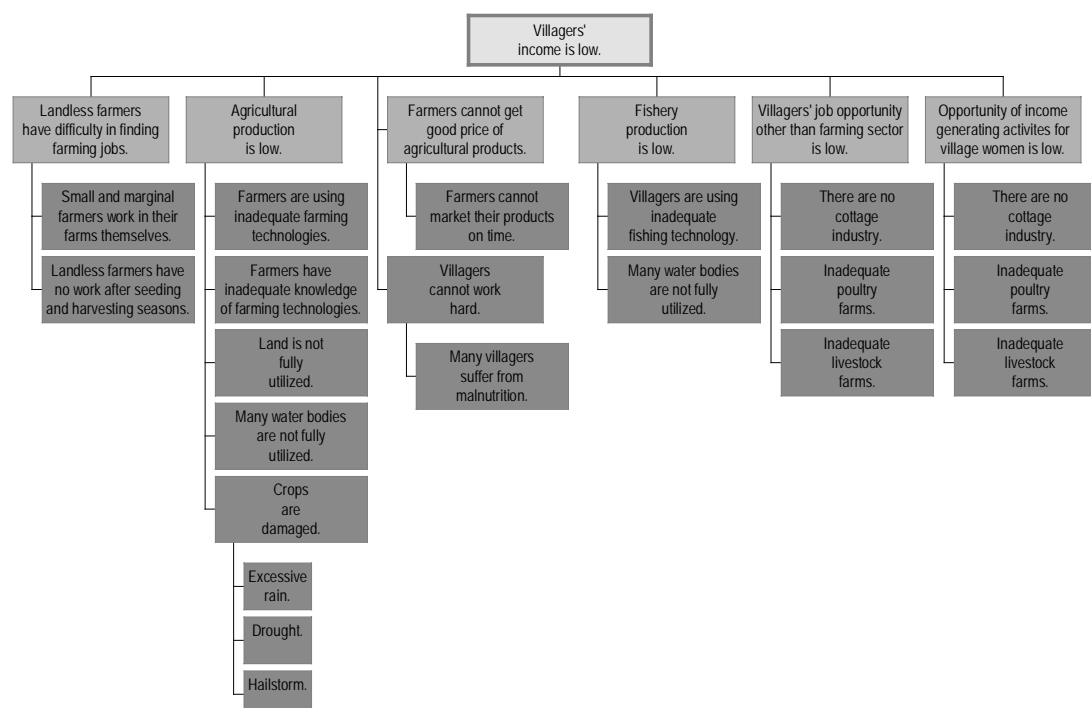 Villagers'
income is low.
Landless farmers
have difficulty in finding
farming jobs.
Small and marginal
farmers work in their
farms themselves.
Landless farmers have
no work after seeding
and harvesting seasons.
Agricultural
production
is low.
Farmers are using
inadequate farming
technologies.
Farmers have
inadequate knowledge
of farming technologies.
Land is not
fully
utilized.
Many water bodies
are not fully
utilized.
Crops
are
damaged.
Excessive
rain.
Drought.
Hailstorm.
Farmers cannot get
good price of
agricultural products.
Farmers cannot
market their products
on time.
Villagers
cannot work
hard.
Many villagers
suffer from
malnutrition.
Fishery
production
is low.
Villagers are using
inadequate
fishing technology.
Many water bodies
are not fully
utilized.
Villagers' job opportunity
other than farming sector
is low.
There are no
cottage
industry.
Inadequate
poultry
farms.
Inadequate
livestock
farms.
Opportunity of income
generating activites for
village women is low.
There are no
cottage
industry.
Inadequate
poultry
farms.
Inadequate
livestock
farms.